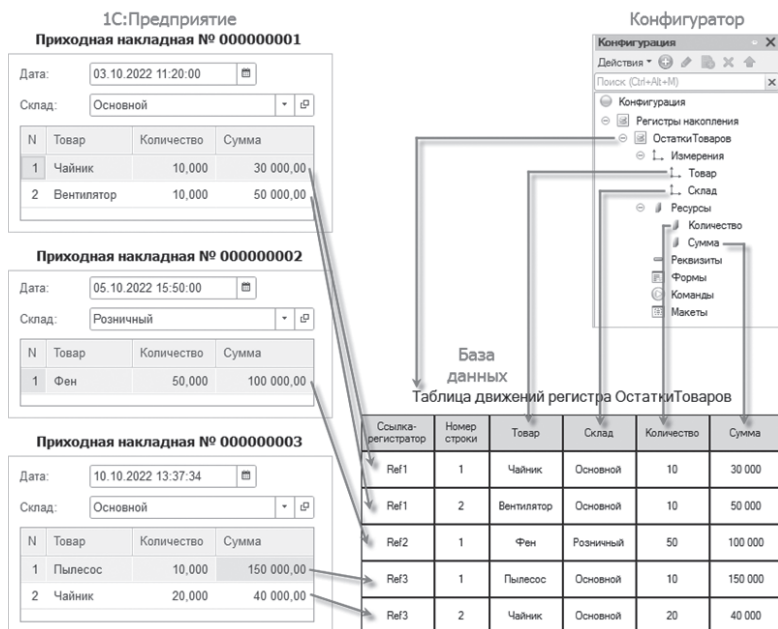 1С:Предприятие
Приходная накладная № 000000001
Дата: 03.10.2022 11:20:00
Склад: Основной
N Товар Количество Сумма
1 Чайник 10,000 30 000,00
2 Вентилятор 10,000 50 000,00
Приходная накладная № 000000002
Дата: 05.10.2022 15:50:00
Склад: Розничный
N Товар Количество Сумма
1 Фен 50,000 100 000,00
Приходная накладная № 000000003
Дата: 10.10.2022 13:37:34
Склад: Основной
N Товар Количество Сумма
1 Пылесос 10,000 150 000,00
2 Чайник 20,000 40 000,00
Конфигуратор
Конфигурация
Действия
Поиск (Ctrl+Alt+M)
Конфигурация
Регистры накопления
ОстаткиТоваров
Измерения
Товар
Склад
Ресурсы
Количество
Сумма
Реквизиты
Формы
Команды
Макеты
База
данных
Таблица движений регистра ОстаткиТоваров
Ссылка-регистратор Номер строки Товар Склад Количество Сумма
Ref1 1 Чайник Основной 10 30 000
Ref1 2 Вентилятор Основной 10 50 000
Ref2 1 Фен Розничный 50 100 000
Ref3 1 Пылесос Основной 10 150 000
Ref3 2 Чайник Основной 20 40 000